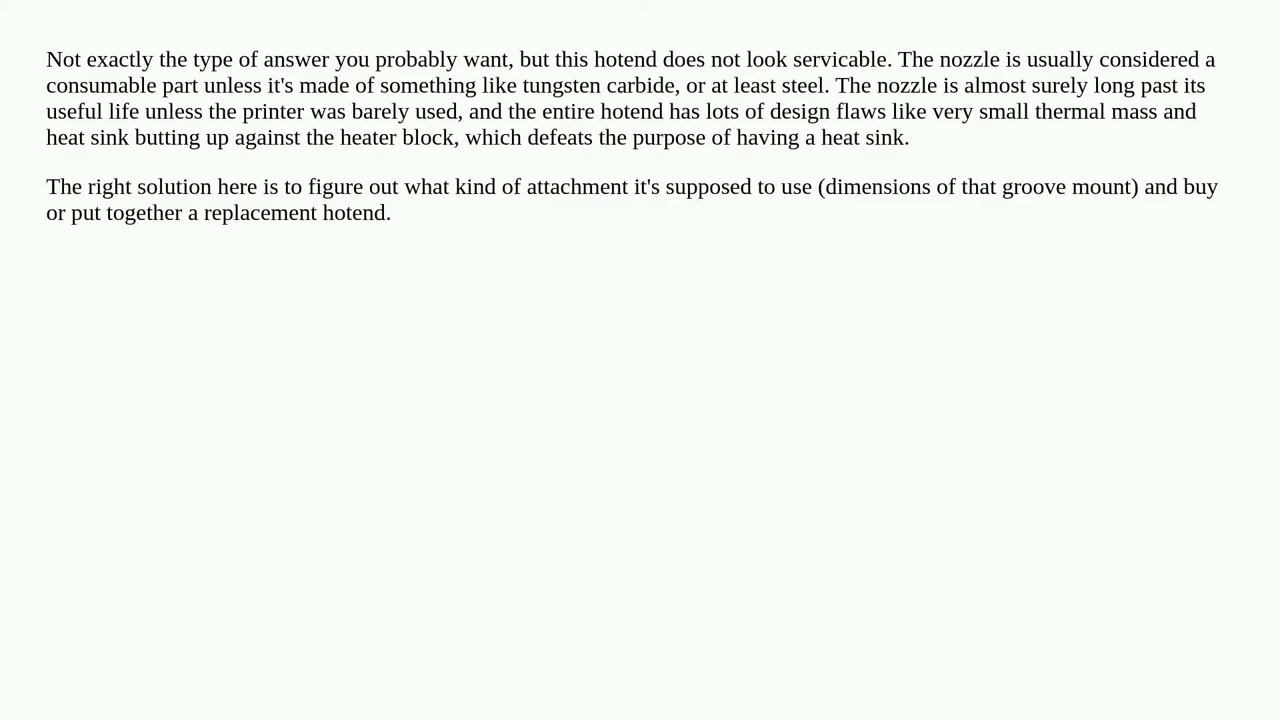 Not exactly the type of answer you probably want, but this hotend does not look servicable. The nozzle is usually considered a
consumable part unless it's made of something like tungsten carbide, or at least steel. The nozzle is almost surely long past its
useful life unless the printer was barely used, and the entire hotend has lots of design flaws like very small thermal mass and
heat sink butting up against the heater block, which defeats the purpose of having a heat sink.
The right solution here is to figure out what kind of attachment it's supposed to use (dimensions of that groove mount) and buy
or put together a replacement hotend.